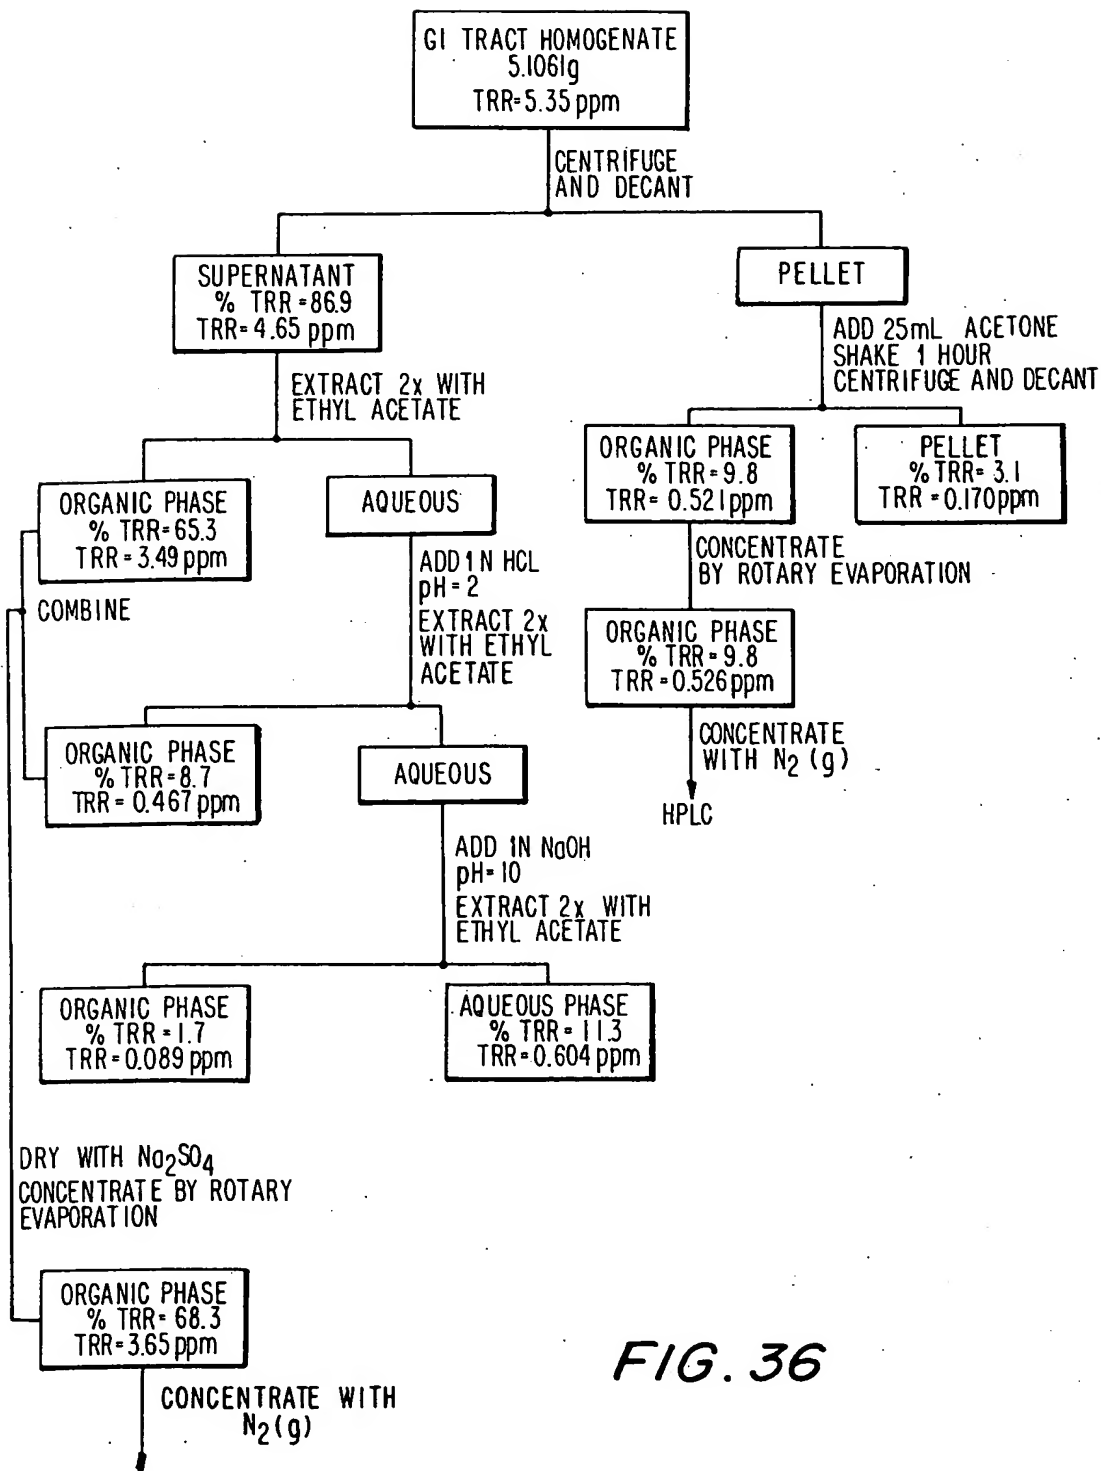 GI TRACT HOMOGENATE
5.1061g
TRR=5.35 ppm
CENTRIFUGE
AND DECANT
SUPERNATANT
% TRR=86.9
TRR=4.65 ppm
PELLET
EXTRACT 2x WITH
ETHYL ACETATE
ADD 25mL ACETONE
SHAKE 1 HOUR
CENTRIFUGE AND DECANT
ORGANIC PHASE
% TRR=65.3
TRR=3.49 ppm
AQUEOUS
ORGANIC PHASE
% TRR=9.8
TRR=0.521ppm
PELLET
% TRR=3.1
TRR=0.170ppm
COMBINE
ADD 1 N HCL
pH=2
EXTRACT 2x
WITH ETHYL
ACETATE
CONCENTRATE
BY ROTARY EVAPORATION
ORGANIC PHASE
% TRR=9.8
TRR=0.526ppm
ORGANIC PHASE
% TRR=8.7
TRR=0.467 ppm
AQUEOUS
CONCENTRATE
WITH N₂ (g)
HPLC
ADD 1N NaOH
pH=10
EXTRACT 2x WITH
ETHYL ACETATE
ORGANIC PHASE
% TRR=1.7
TRR=0.089 ppm
AQUEOUS PHASE
% TRR=11.3
TRR=0.604 ppm
DRY WITH Na₂SO₄
CONCENTRATE BY ROTARY
EVAPORATION
ORGANIC PHASE
% TRR=68.3
TRR=3.65 ppm
CONCENTRATE WITH
N₂(g)
FIG. 36